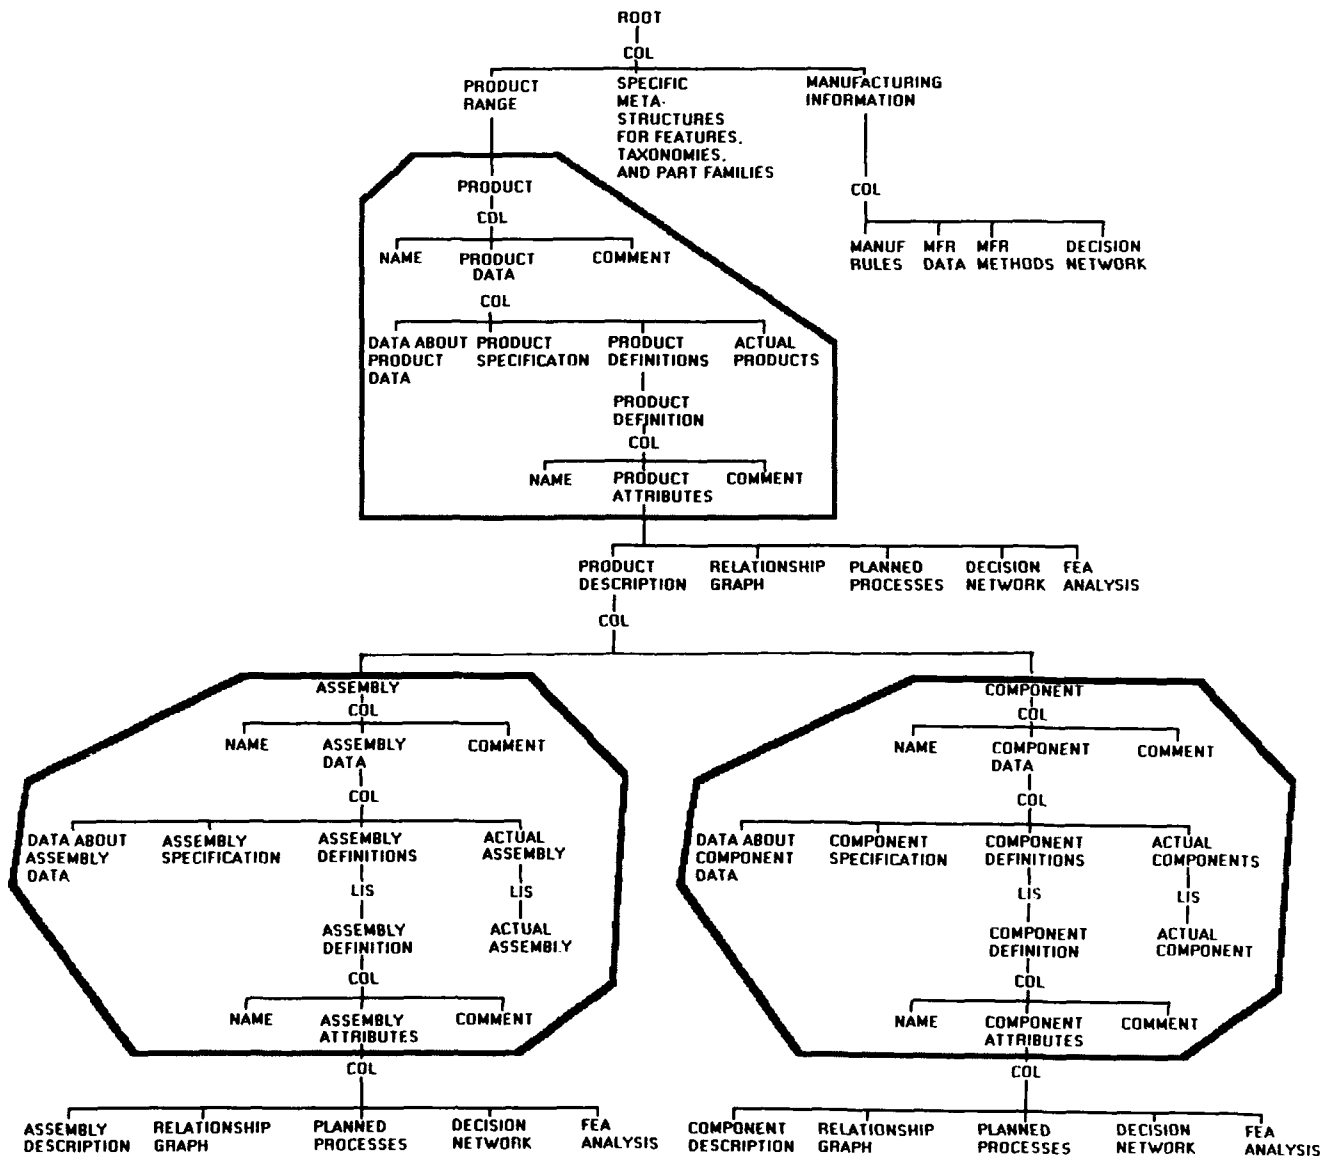 ROOT
COL
PRODUCT
RANGE
SPECIFIC
META-
STRUCTURES
FOR FEATURES,
TAXONOMIES,
AND PART FAMILIES
MANUFACTURING
INFORMATION
COL
MANUF
RULES
MFR
DATA
MFR
METHODS
DECISION
NETWORK
PRODUCT
COL
NAME
PRODUCT
DATA
COMMENT
COL
DATA ABOUT
PRODUCT
DATA
PRODUCT
SPECIFICATON
PRODUCT
DEFINITIONS
ACTUAL
PRODUCTS
PRODUCT
DEFINITION
COL
NAME
PRODUCT
ATTRIBUTES
COMMENT
PRODUCT
DESCRIPTION
RELATIONSHIP
GRAPH
PLANNED
PROCESSES
DECISION
NETWORK
FEA
ANALYSIS
COL
ASSEMBLY
COL
NAME
ASSEMBLY
DATA
COMMENT
COL
DATA ABOUT
ASSEMBLY
DATA
ASSEMBLY
SPECIFICATION
ASSEMBLY
DEFINITIONS
ACTUAL
ASSEMBLY
LIS
LIS
ASSEMBLY
DEFINITION
ACTUAL
ASSEMBLY
COL
NAME
ASSEMBLY
ATTRIBUTES
COMMENT
COL
ASSEMBLY
DESCRIPTION
RELATIONSHIP
GRAPH
PLANNED
PROCESSES
DECISION
NETWORK
FEA
ANALYSIS
COMPONENT
COL
NAME
COMPONENT
DATA
COMMENT
COL
DATA ABOUT
COMPONENT
DATA
COMPONENT
SPECIFICATION
COMPONENT
DEFINITIONS
ACTUAL
COMPONENTS
LIS
LIS
COMPONENT
DEFINITION
ACTUAL
COMPONENT
COL
NAME
COMPONENT
ATTRIBUTES
COMMENT
COL
COMPONENT
DESCRIPTION
RELATIONSHIP
GRAPH
PLANNED
PROCESSES
DECISION
NETWORK
FEA
ANALYSIS